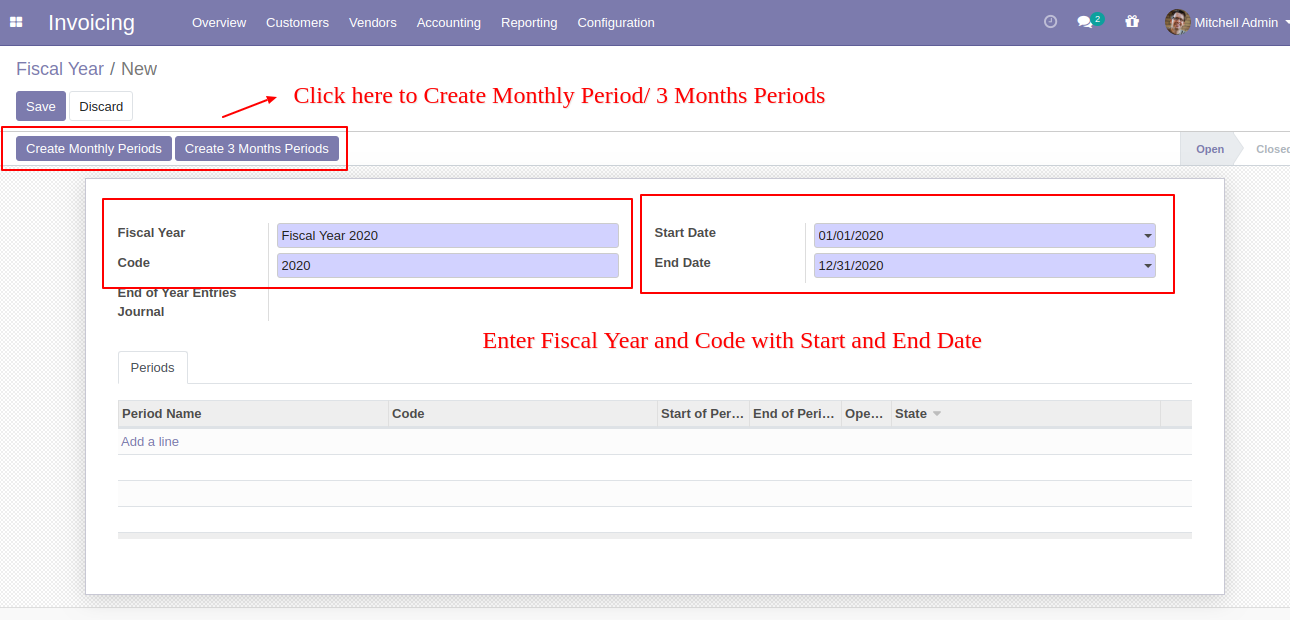 Invoicing Overview Customers Vendors Accounting Reporting Configuration 2 Mitchell Admin
Fiscal Year / New
Click here to Create Monthly Period/ 3 Months Periods
Save Discard
Create Monthly Periods Create 3 Months Periods Open Closed
Fiscal Year Fiscal Year 2020 Start Date 01/01/2020
Code 2020 End Date 12/31/2020
End of Year Entries
Journal
Enter Fiscal Year and Code with Start and End Date
Periods
Period Name Code Start of Per... End of Peri... Ope... State
Add a line